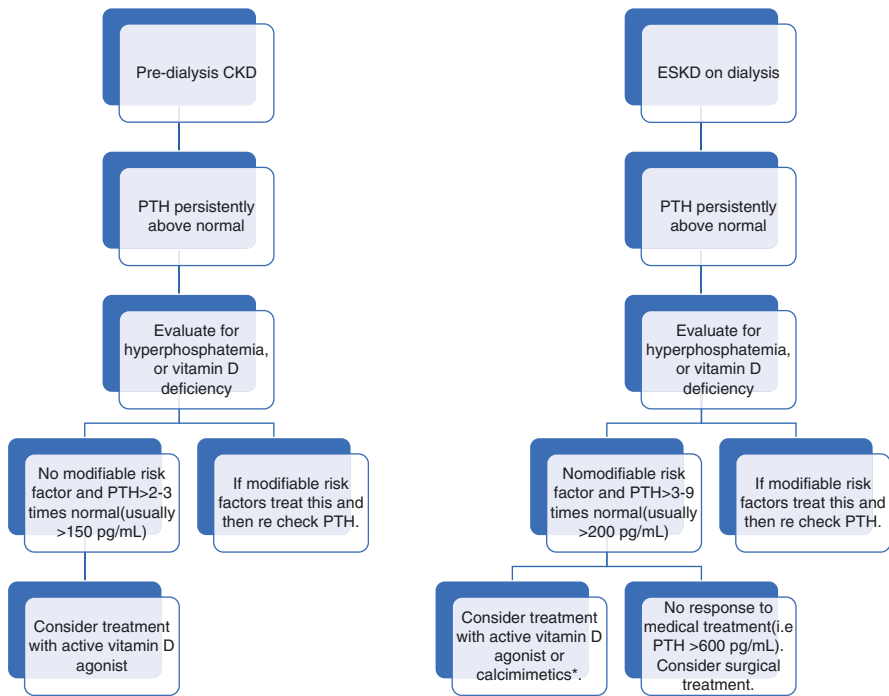 Pre-dialysis CKD
PTH persistently
above normal
Evaluate for
hyperphosphatemia,
or vitamin D
deficiency
No modifiable risk
factor and PTH>2-3
times normal(usually
>150 pg/mL)
If modifiable risk
factors treat this and
then re check PTH.
Consider treatment
with active vitamin D
agonist
ESKD on dialysis
PTH persistently
above normal
Evaluate for
hyperphosphatemia,
or vitamin D
deficiency
Nomodifiable risk
factor and PTH>3-9
times normal(usually
>200 pg/mL)
If modifiable risk
factors treat this and
then re check PTH.
Consider treatment
with active vitamin D
agonist or
calcimimetics*.
No response to
medical treatment(i.e
PTH >600 pg/mL).
Consider surgical
treatment.